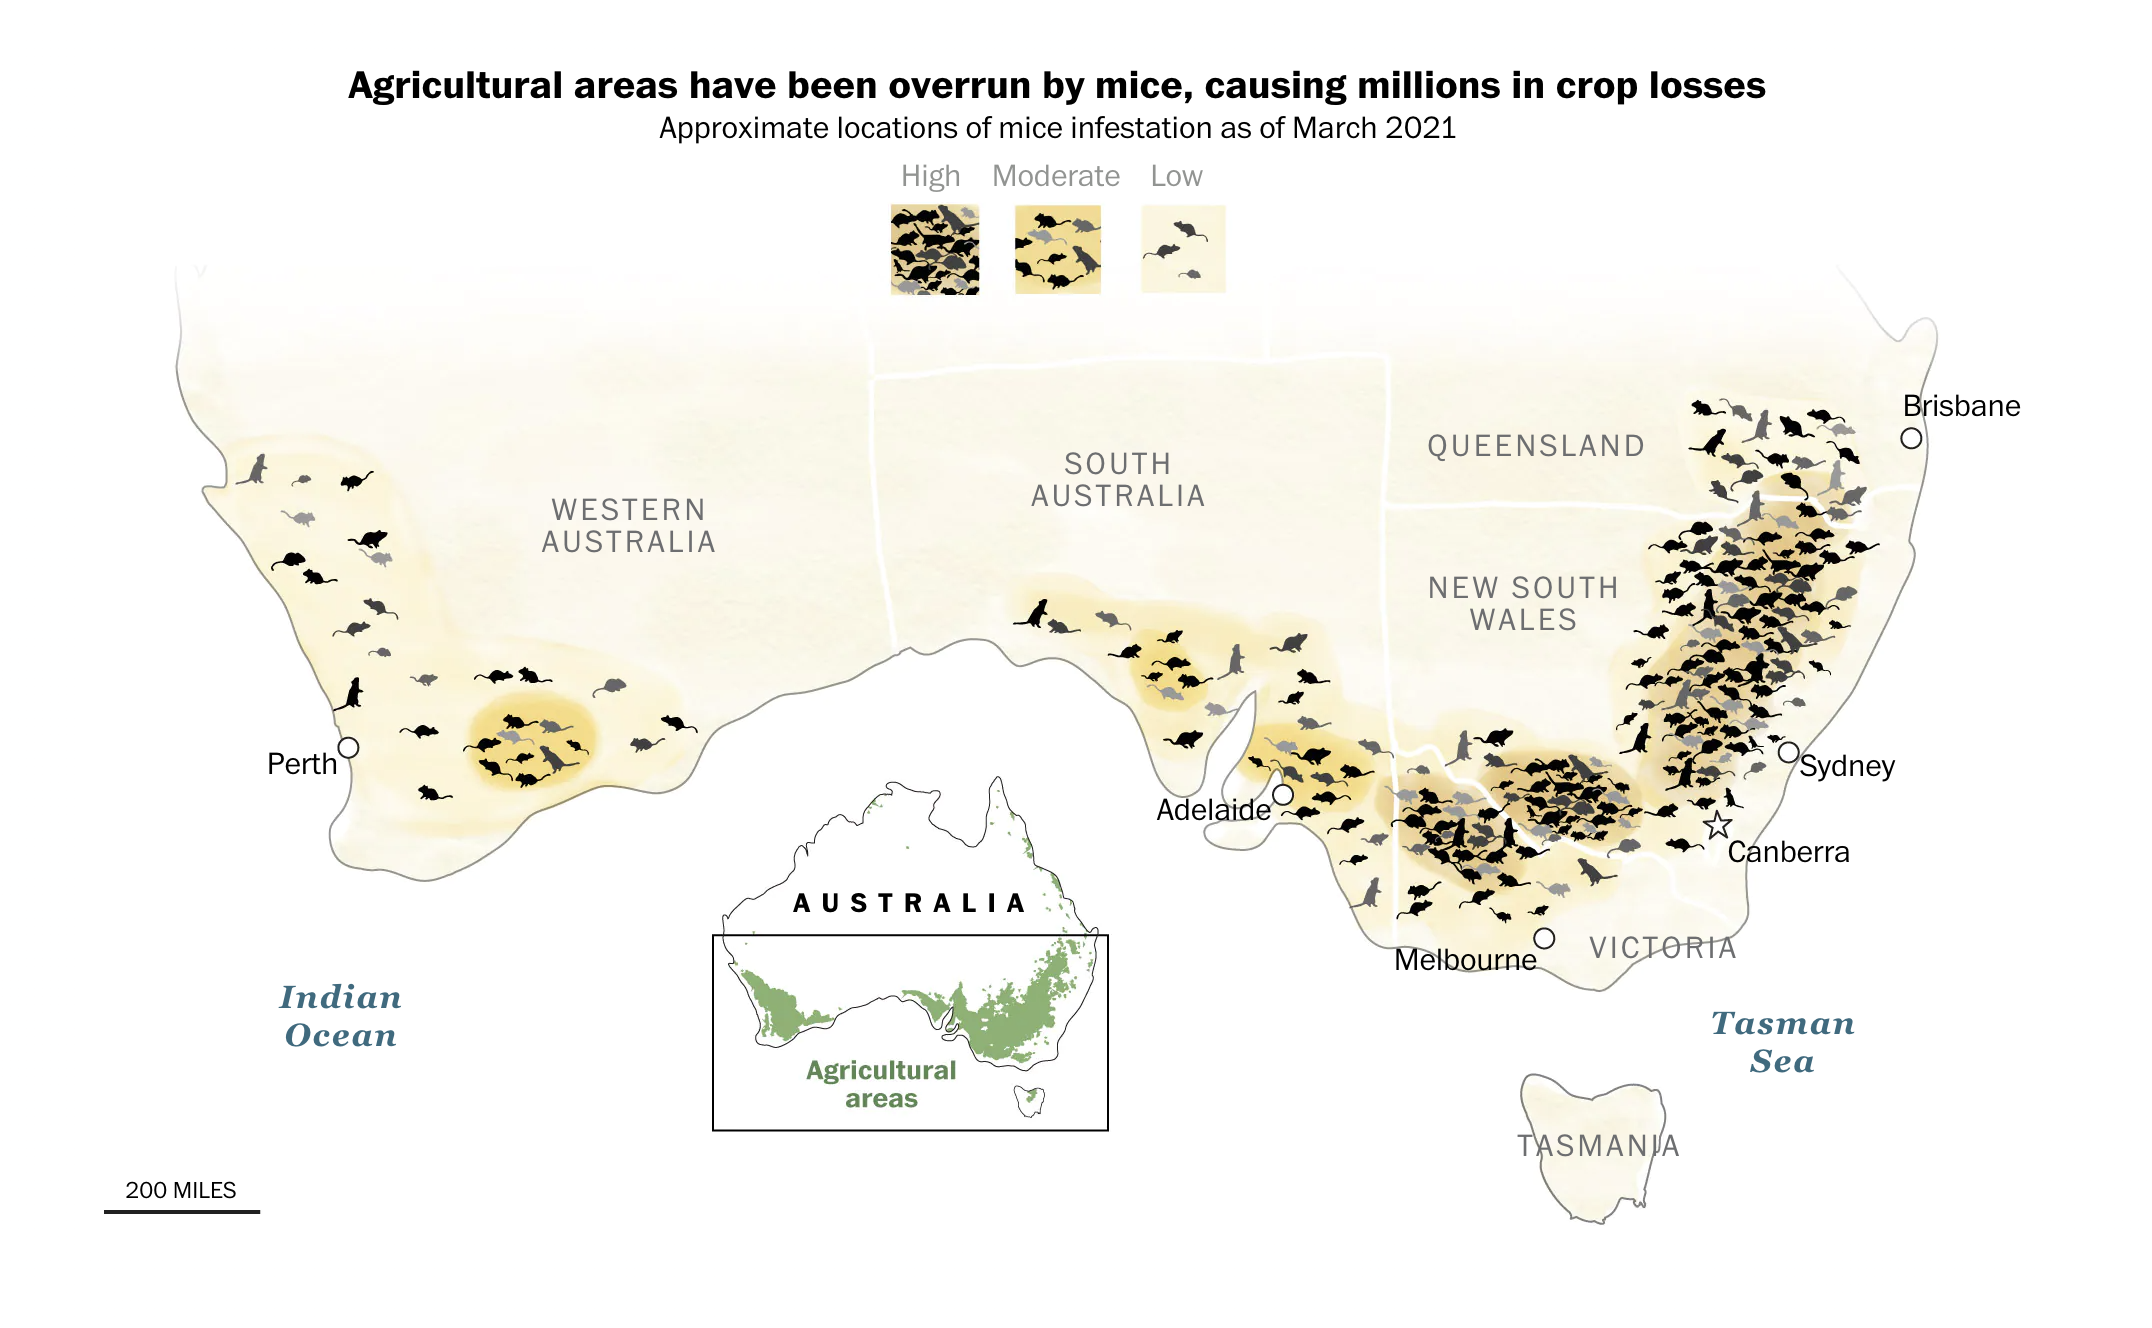 Agricultural areas have been overrun by mice, causing millions in crop losses
Approximate locations of mice infestation as of March 2021
High Moderate Low
Brisbane
QUEENSLAND
SOUTH
AUSTRALIA
WESTERN
AUSTRALIA
NEW SOUTH
WALES
Perth
Sydney
Adelaide
Canberra
AUSTRALIA
Melbourne
VICTORIA
Indian
Ocean
Tasman
Sea
Agricultural
areas
TASMANIA
200 MILES